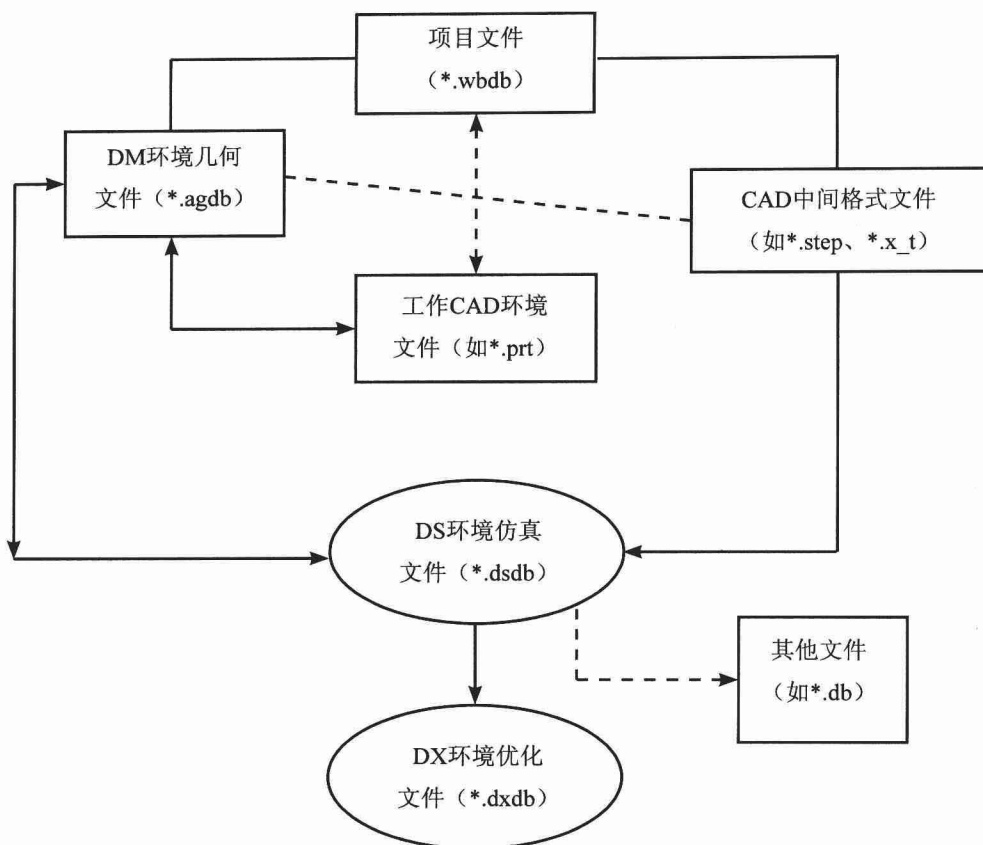 项目文件
（*.wbdb）
DM环境几何
文件（*.agdb）
CAD中间格式文件
（如*.step、*.x_t）
工作CAD环境
文件（如*.prt）
DS环境仿真
文件（*.dsdb）
其他文件
（如*.db）
DX环境优化
文件（*.dxdb）